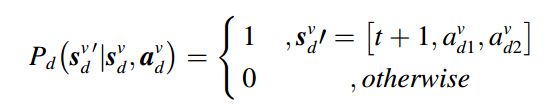 P_d(s_d^v′|s_d^v, a_d^v) = { 1 , s_d^v′ = [t + 1, a_{d1}^v, a_{d2}^v]
0 , otherwise